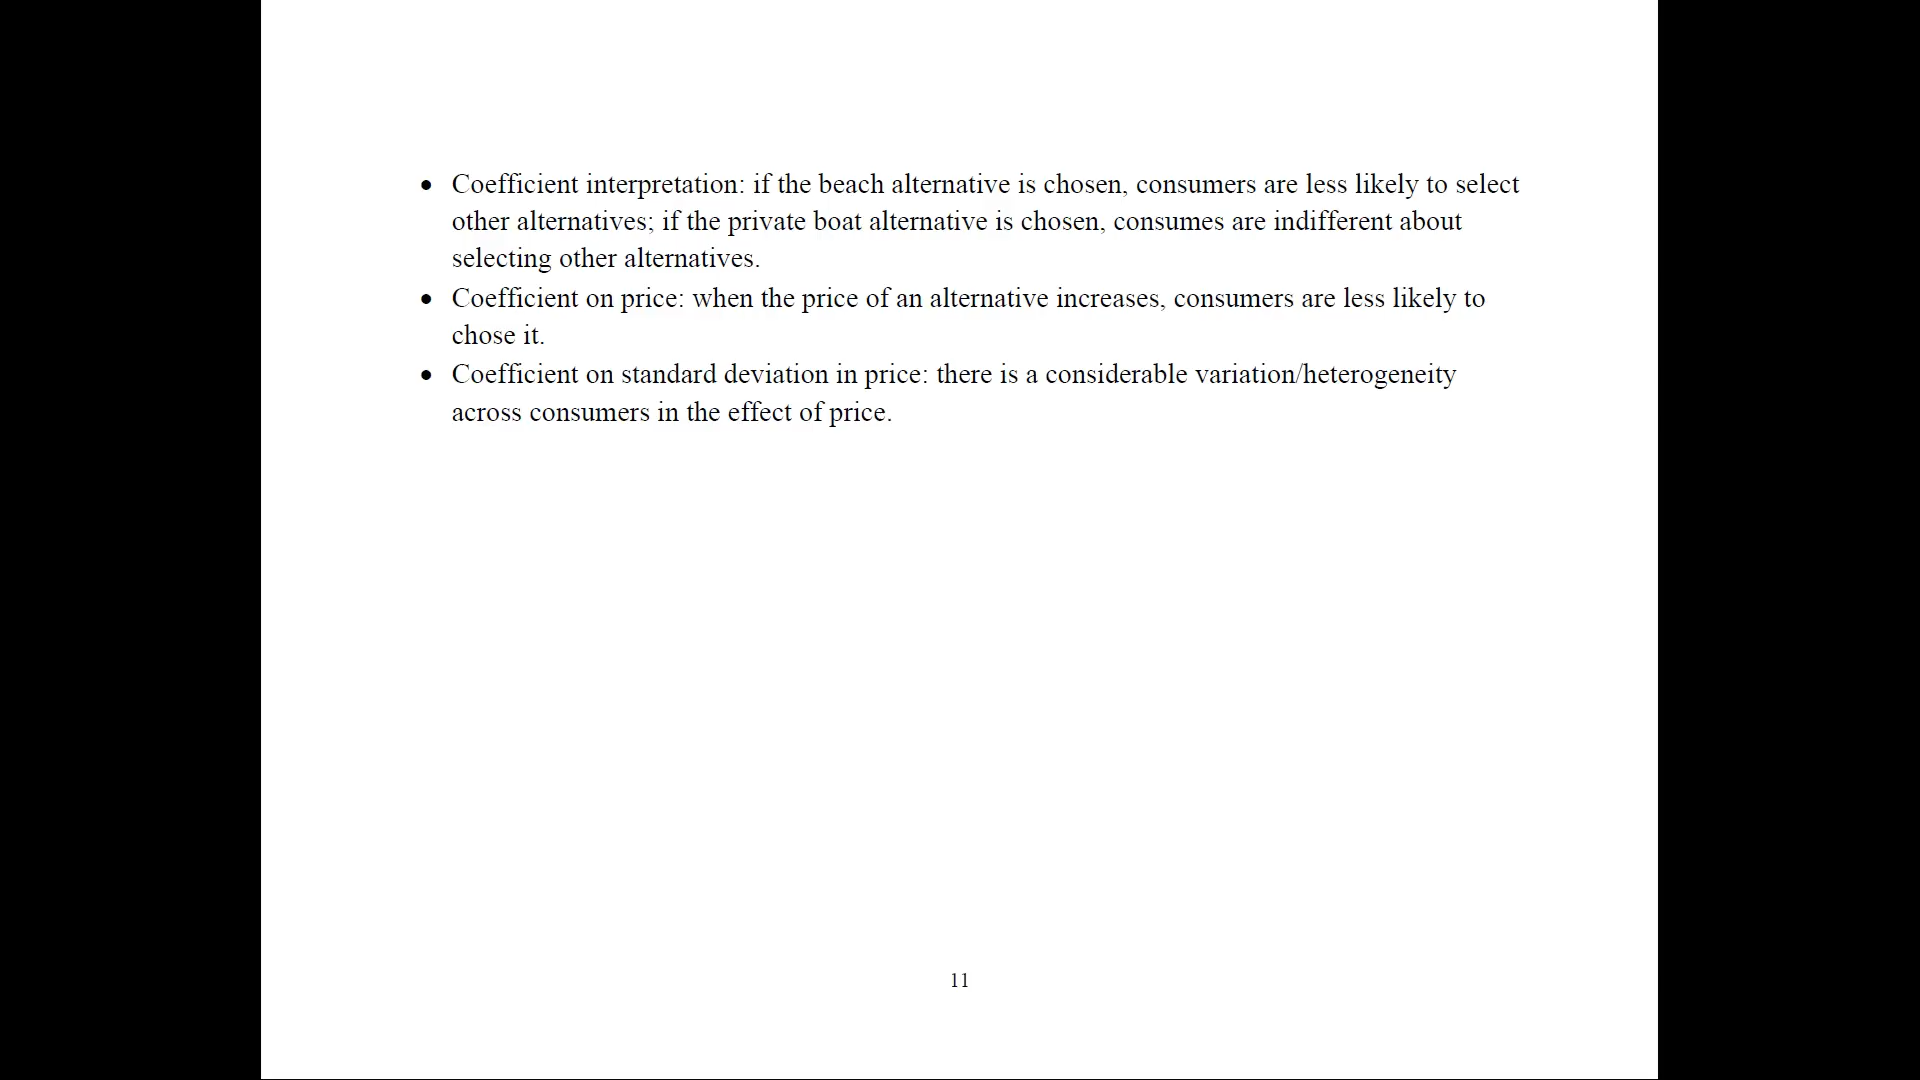 • Coefficient interpretation: if the beach alternative is chosen, consumers are less likely to select
other alternatives; if the private boat alternative is chosen, consumes are indifferent about
selecting other alternatives.
• Coefficient on price: when the price of an alternative increases, consumers are less likely to
chose it.
• Coefficient on standard deviation in price: there is a considerable variation/heterogeneity
across consumers in the effect of price.
11